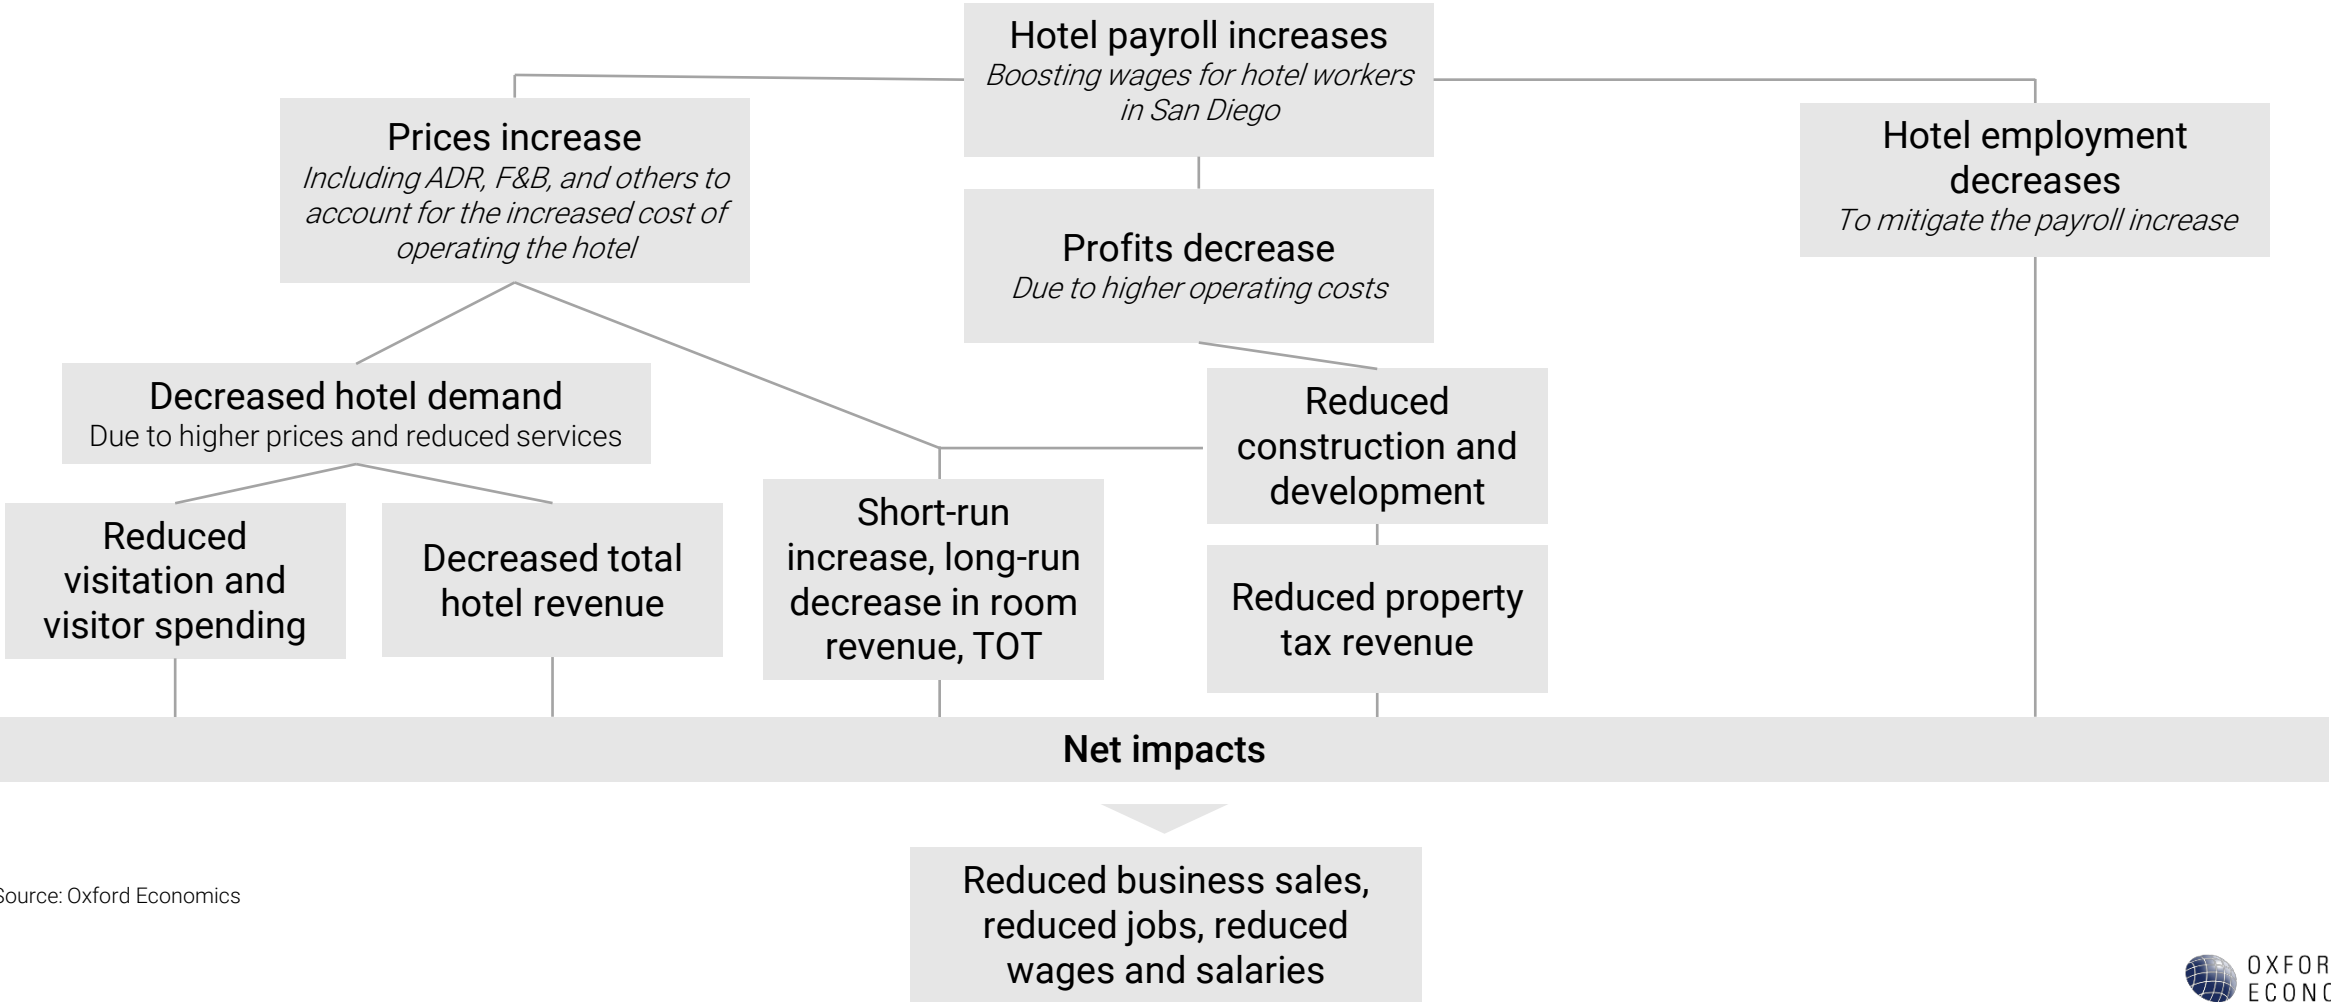 Hotel payroll increases
Boosting wages for hotel workers
in San Diego
Prices increase
Including ADR, F&B, and others to
account for the increased cost of
operating the hotel
Profits decrease
Due to higher operating costs
Hotel employment
decreases
To mitigate the payroll increase
Decreased hotel demand
Due to higher prices and reduced services
Reduced
construction and
development
Reduced
visitation and
visitor spending
Decreased total
hotel revenue
Short-run
increase, long-run
decrease in room
revenue, TOT
Reduced property
tax revenue
Net impacts
Reduced business sales,
reduced jobs, reduced
wages and salaries
Source: Oxford Economics
OXFOR
ECONO